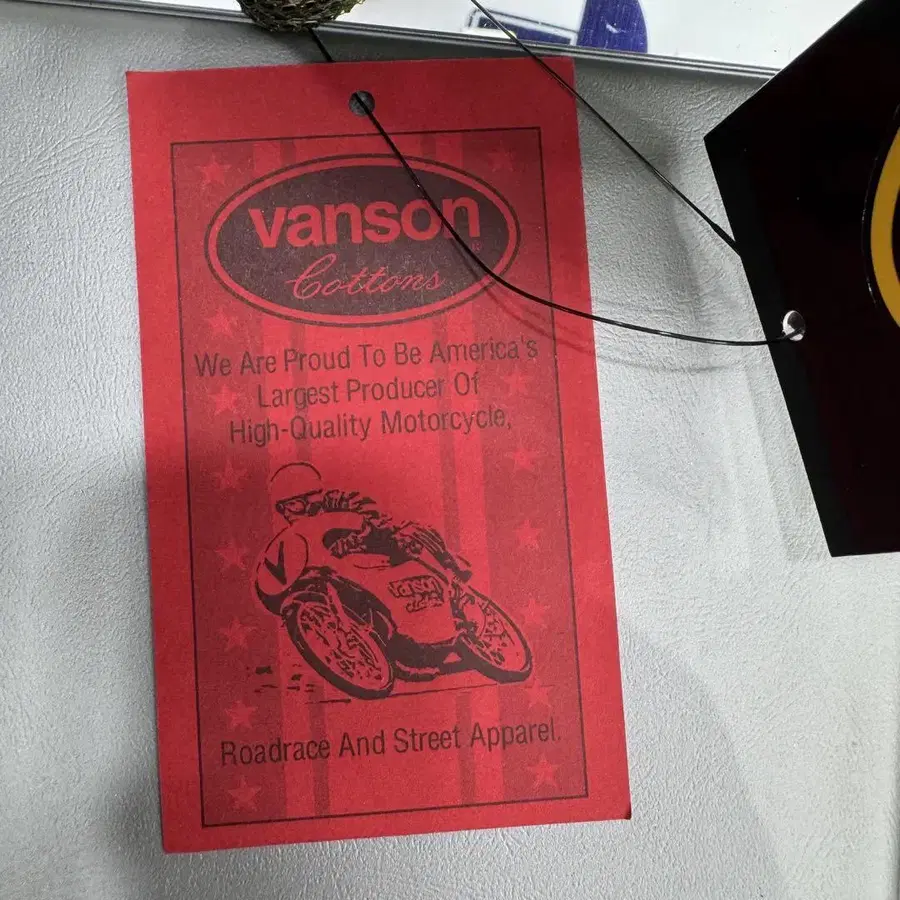 vanson
®
Cottons
We Are Proud To Be America's
Largest Producer Of
High-Quality Motorcycle,
V
vanson
Roadrace And Street Apparel.